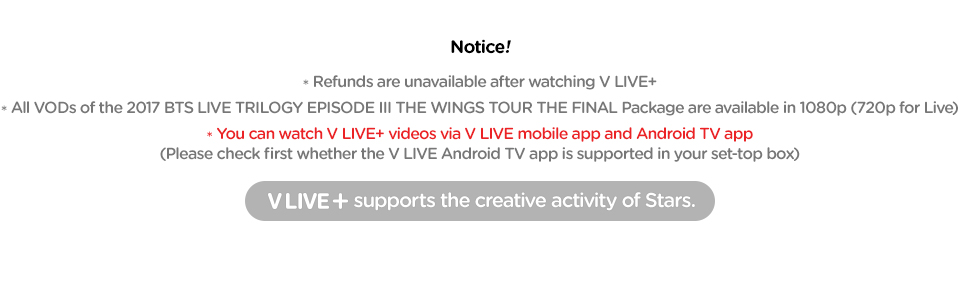 Notice!
* Refunds are unavailable after watching V LIVE+
* All VODs of the 2017 BTS LIVE TRILOGY EPISODE III THE WINGS TOUR THE FINAL Package are available in 1080p (720p for Live)
* You can watch V LIVE+ videos via V LIVE mobile app and Android TV app
(Please check first whether the V LIVE Android TV app is supported in your set-top box)
V LIVE+ supports the creative activity of Stars.